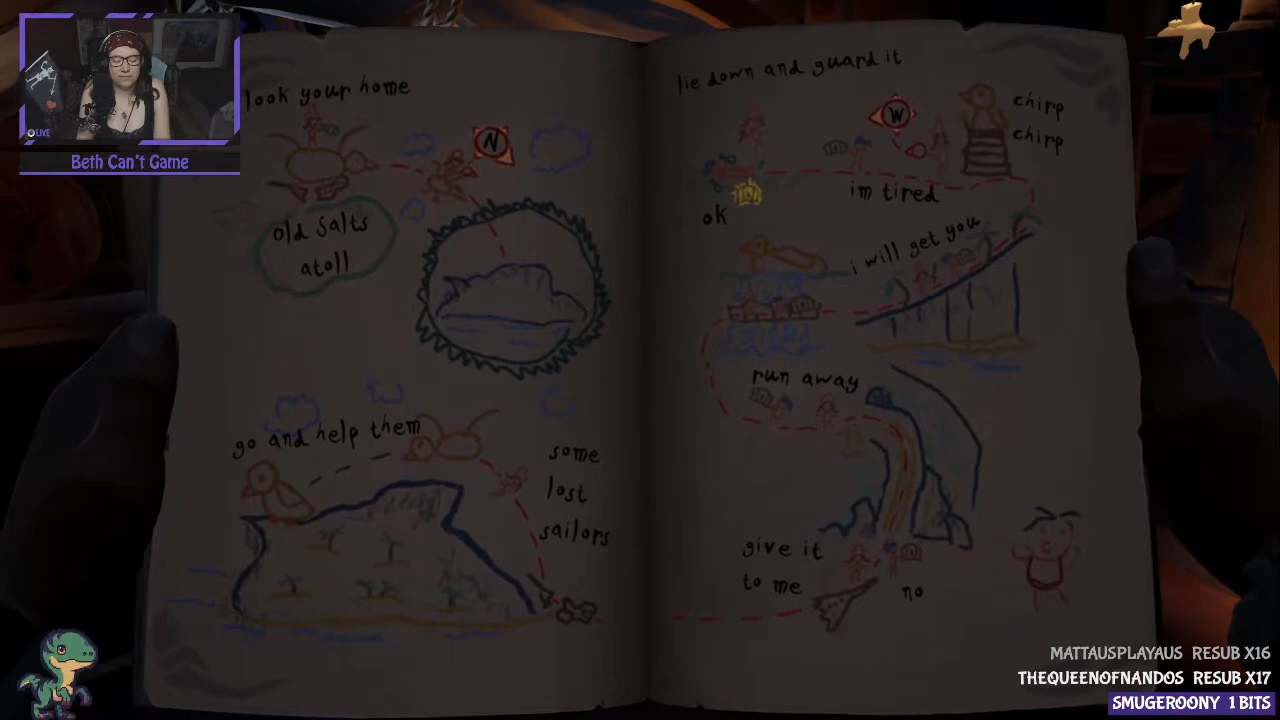 LIVE
Beth Can't Game
look your home
N
old salts
atoll
go and help them
some
lost
sailors
lie down and guard it
W
chirp
chirp
im tired
ok
i will get you
run away
give it
to me
no
MATTAUSPLAYAUS RESUB X16
THEQUEENOFNANDOS RESUB X17
SMUGEROONY 1 BITS